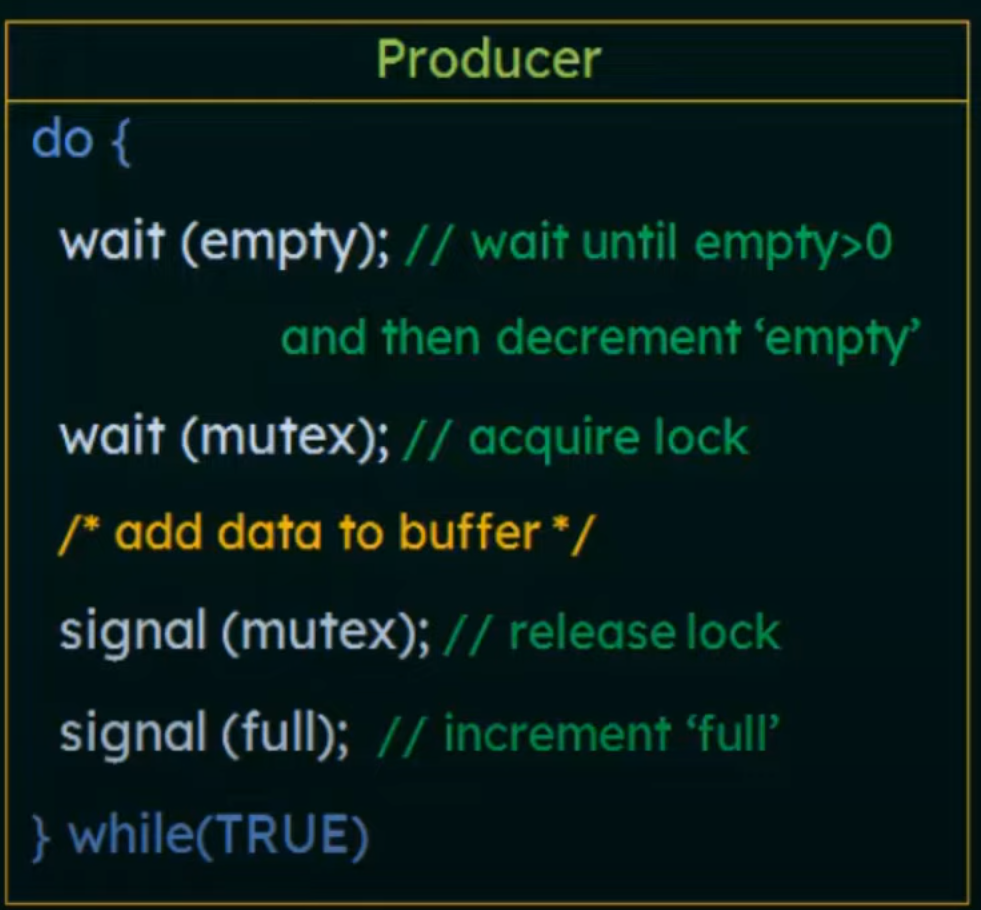 Producer
do {
wait (empty); // wait until empty>0
and then decrement ‘empty’
wait (mutex); // acquire lock
/* add data to buffer */
signal (mutex); // release lock
signal (full); // increment ‘full’
} while(TRUE)